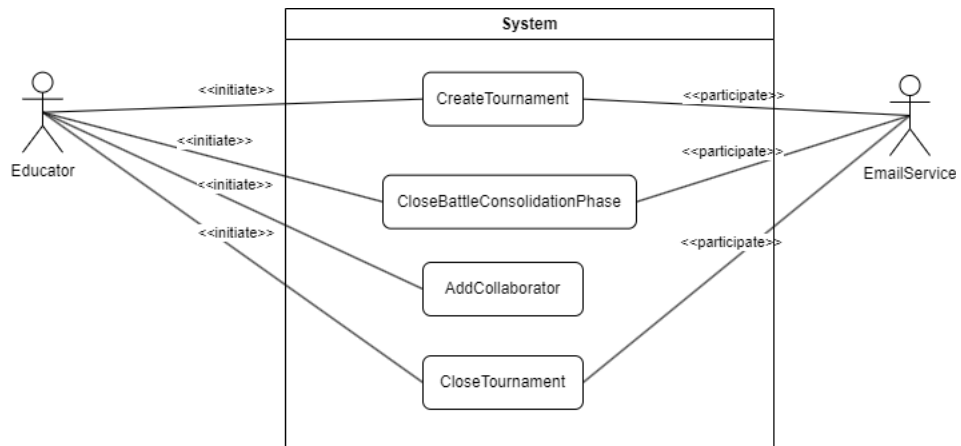 System
<<initiate>>
CreateTournament
<<participate>>
<<initiate>>
<<participate>>
Educator
EmailService
<<initiate>>
CloseBattleConsolidationPhase
<<initiate>>
<<participate>>
AddCollaborator
CloseTournament